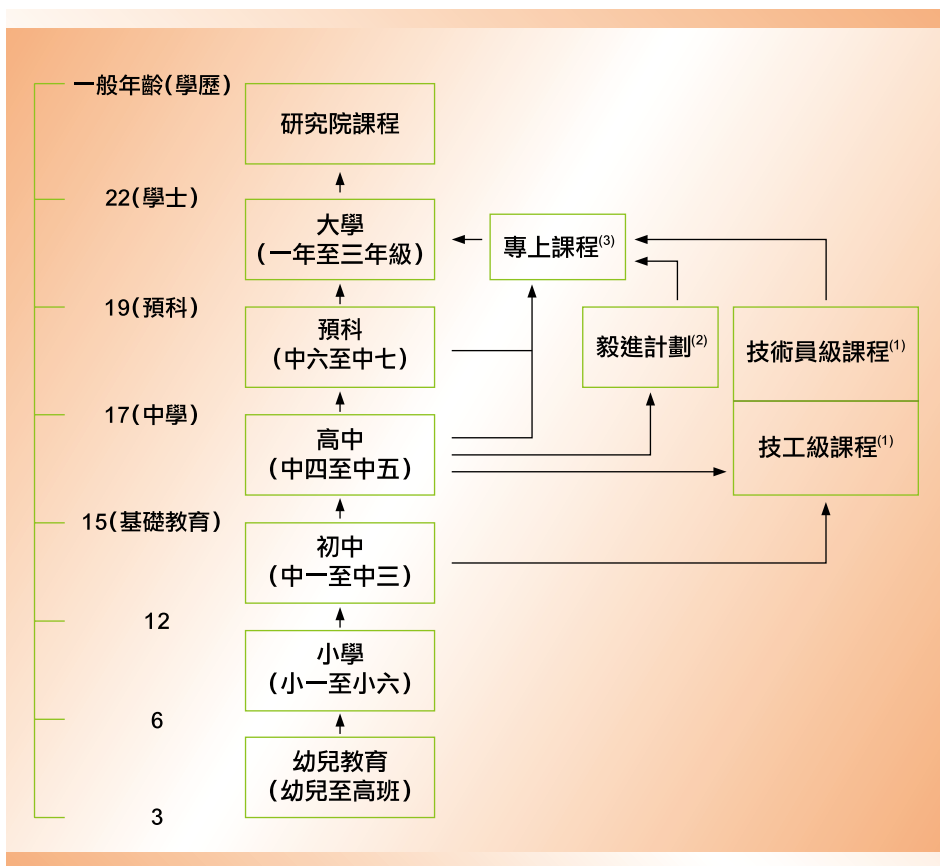 一般年齡(學歷)
研究院課程
22(學士)
大學
(一年至三年級)
專上課程(3)
19(預科)
預科
(中六至中七)
毅進計劃(2)
技術員級課程(1)
17(中學)
高中
(中四至中五)
技工級課程(1)
15(基礎教育)
初中
(中一至中三)
12
小學
(小一至小六)
6
幼兒教育
(幼兒至高班)
3